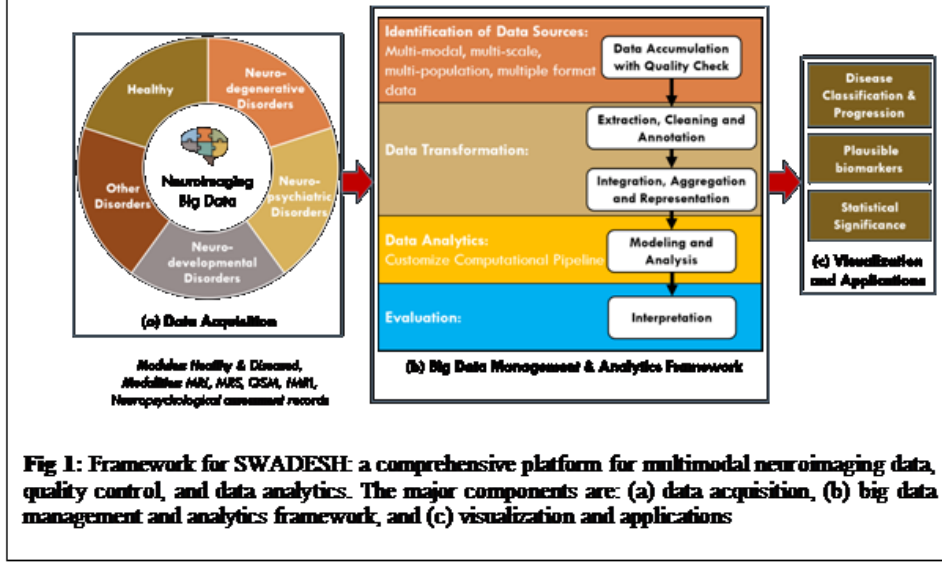 Healthy
Neuro-
degenerative
Disorders
Neuro-
psychiatric
Disorders
Neuro-
developmental
Disorders
Other
Disorders
Neuroimaging
Big Data
(a) Data Acquisition
Modulus Healthy & Diseased,
Modalities MRI, MRS, QSM, fMRI,
Neuropsychological assessment records
Identification of Data Sources:
Multi-modal, multi-scale,
multi-population, multiple format
data
Data Accumulation
with Quality Check
Data Transformation:
Extraction, Cleaning and
Annotation
Integration, Aggregation
and Representation
Data Analytics:
Customize Computational Pipeline
Modeling and
Analysis
Evaluation:
Interpretation
(b) Big Data Management & Analytics Framework
Disease
Classification &
Progression
Plausible
biomarkers
Statistical
Significance
(c) Visualization
and Applications
Fig 1: Framework for SWADESH: a comprehensive platform for multimodal neuroimaging data,
quality control, and data analytics. The major components are: (a) data acquisition, (b) big data
management and analytics framework, and (c) visualization and applications